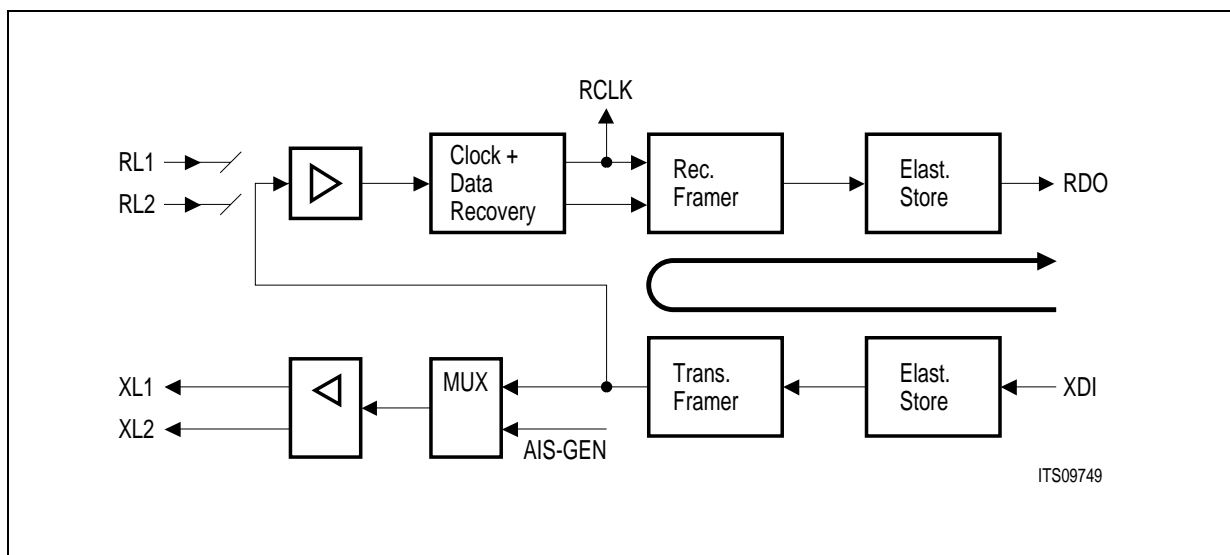 RCLK
RL1
RL2
Clock +
Data
Recovery
Rec.
Framer
Elast.
Store
RDO
XL1
XL2
MUX
AIS-GEN
Trans.
Framer
Elast.
Store
XDI
ITS09749